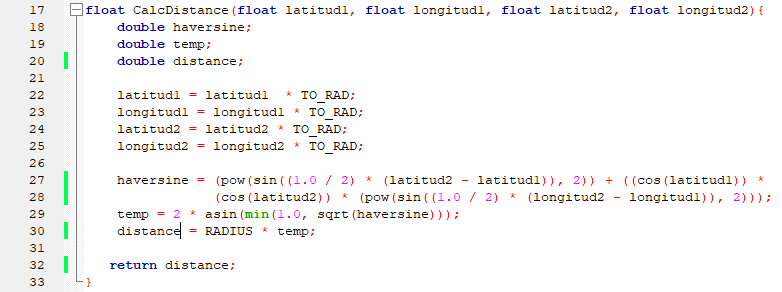 17 float CalcDistance(float latitud1, float longitud1, float latitud2, float longitud2){
18 double haversine;
19 double temp;
20 double distance;
21
22 latitud1 = latitud1  * TO_RAD;
23 longitud1 = longitud1 * TO_RAD;
24 latitud2 = latitud2 * TO_RAD;
25 longitud2 = longitud2 * TO_RAD;
26
27 haversine = (pow(sin((1.0 / 2) * (latitud2 - latitud1)), 2)) + ((cos(latitud1)) *
28 (cos(latitud2)) * (pow(sin((1.0 / 2) * (longitud2 - longitud1)), 2)));
29 temp = 2 * asin(min(1.0, sqrt(haversine)));
30 distance = RADIUS * temp;
31
32 return distance;
33 }